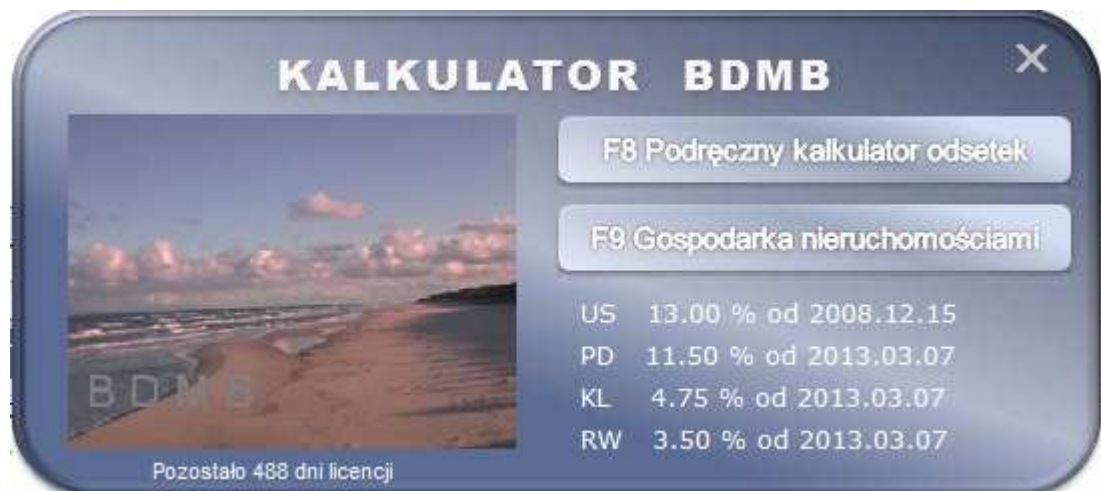 KALKULATOR BDMB
F8 Podręczny kalkulator odsetek
F9 Gospodarka nieruchomościami
US 13.00 % od 2008.12.15
PD 11.50 % od 2013.03.07
KL 4.75 % od 2013.03.07
RW 3.50 % od 2013.03.07
BDMB
Pozostało 488 dni licencji